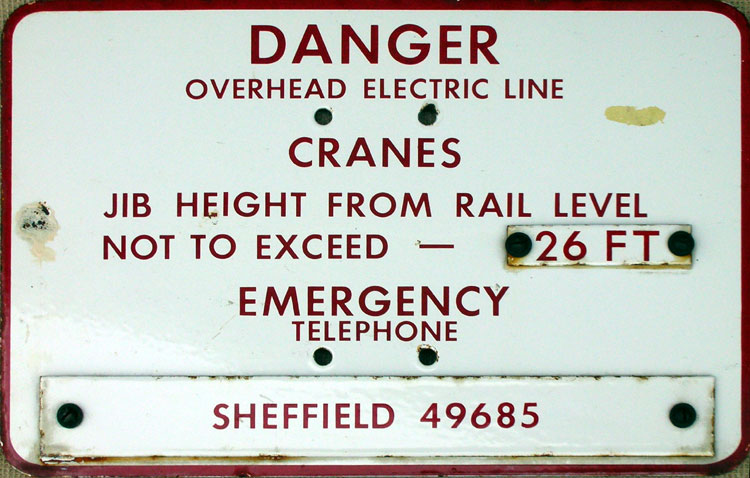 DANGER
OVERHEAD ELECTRIC LINE
CRANES
JIB HEIGHT FROM RAIL LEVEL
NOT TO EXCEED — 26 FT
EMERGENCY
TELEPHONE
SHEFFIELD 49685